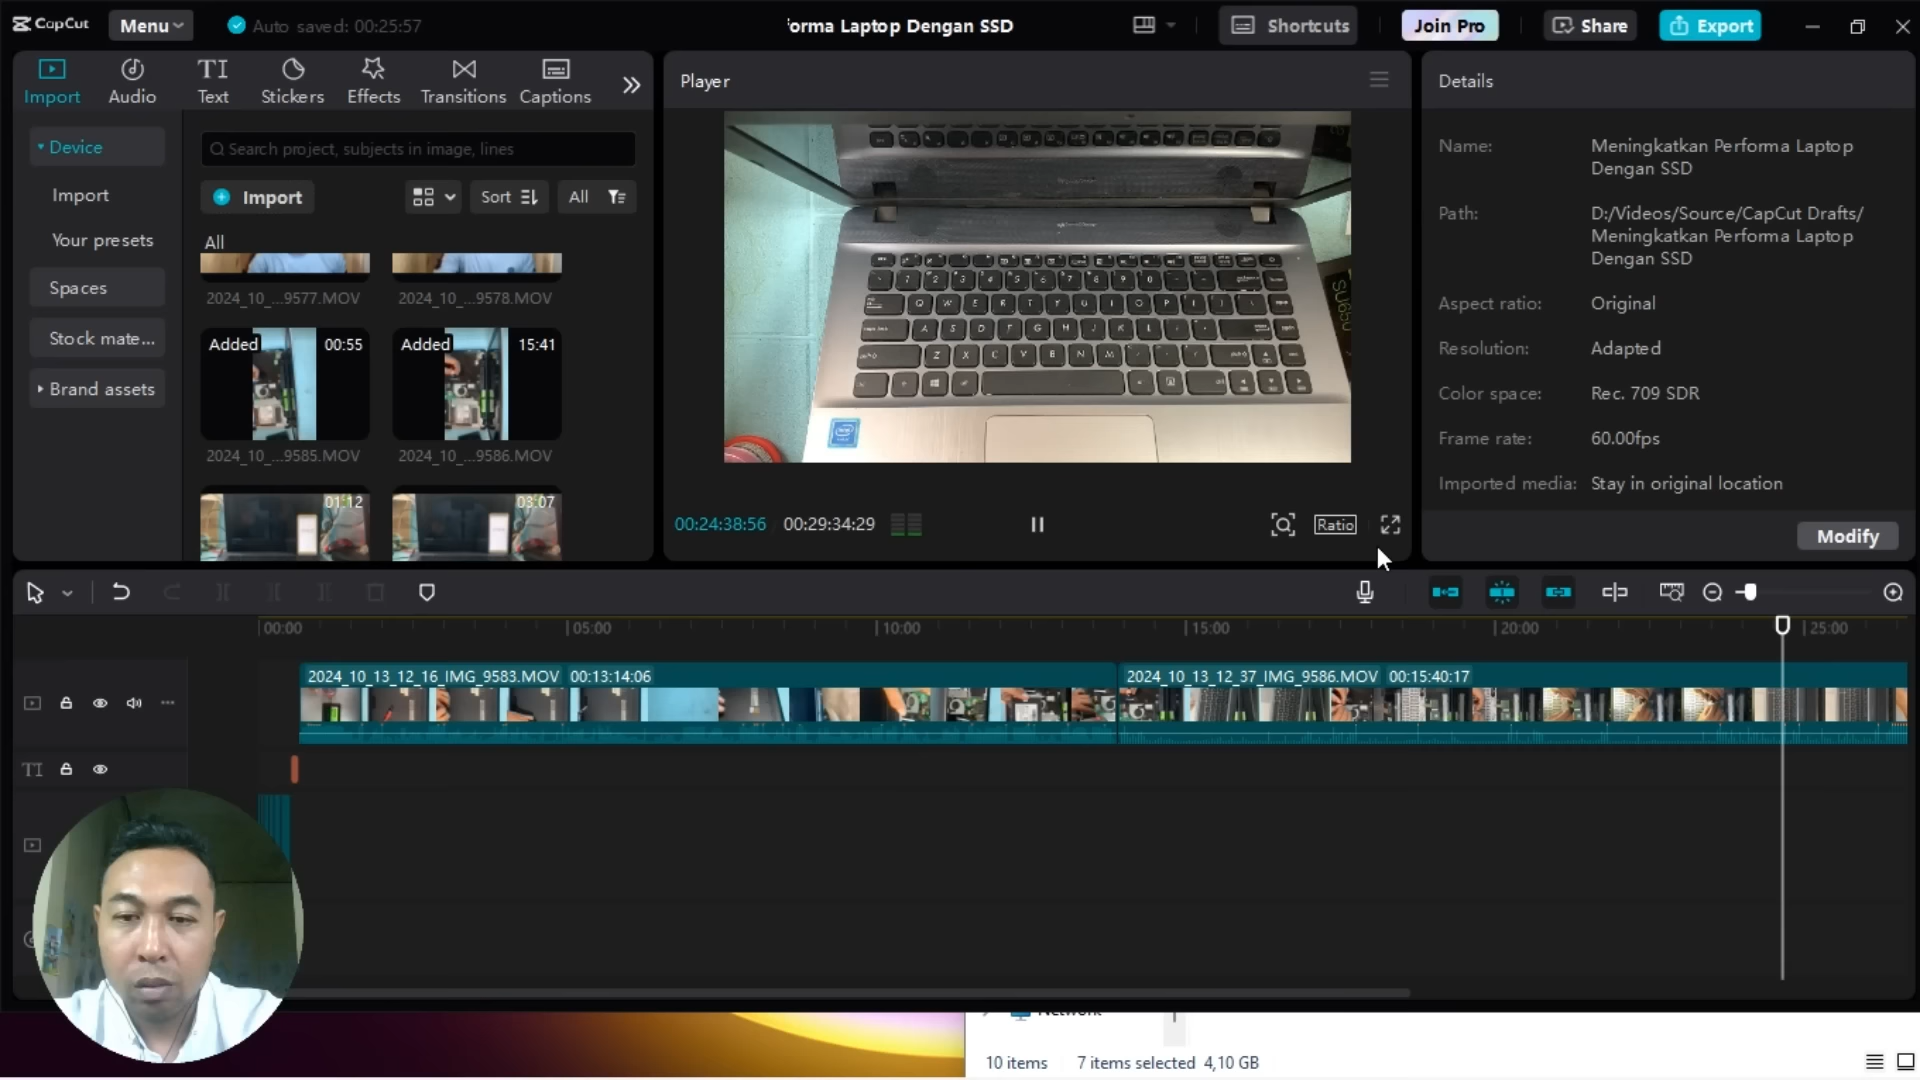 CapCut
Menu
Auto saved: 00:25:57
orma Laptop Dengan SSD
Shortcuts
Join Pro
Share
Export
Import
Audio
Text
Stickers
Effects
Transitions
Captions
Player
Details
Device
Import
Your presets
Spaces
Stock mate...
Brand assets
Search project, subjects in image, lines
Import
Sort
All
All
2024_10_...9577.MOV
2024_10_...9578.MOV
Added
00:55
Added
15:41
2024_10_...9585.MOV
2024_10_...9586.MOV
01:12
03:07
00:24:38:56
00:29:34:29
Ratio
Name:
Meningkatkan Performa Laptop
Dengan SSD
Path:
D:/Videos/Source/CapCut Drafts/
Meningkatkan Performa Laptop
Dengan SSD
Aspect ratio:
Original
Resolution:
Adapted
Color space:
Rec. 709 SDR
Frame rate:
60.00fps
Imported media:
Stay in original location
Modify
00:00
05:00
10:00
15:00
20:00
25:00
2024_10_13_12_16_IMG_9583.MOV 00:13:14:06
2024_10_13_12_37_IMG_9586.MOV 00:15:40:17
TI
Network
10 items
7 items selected 4,10 GB